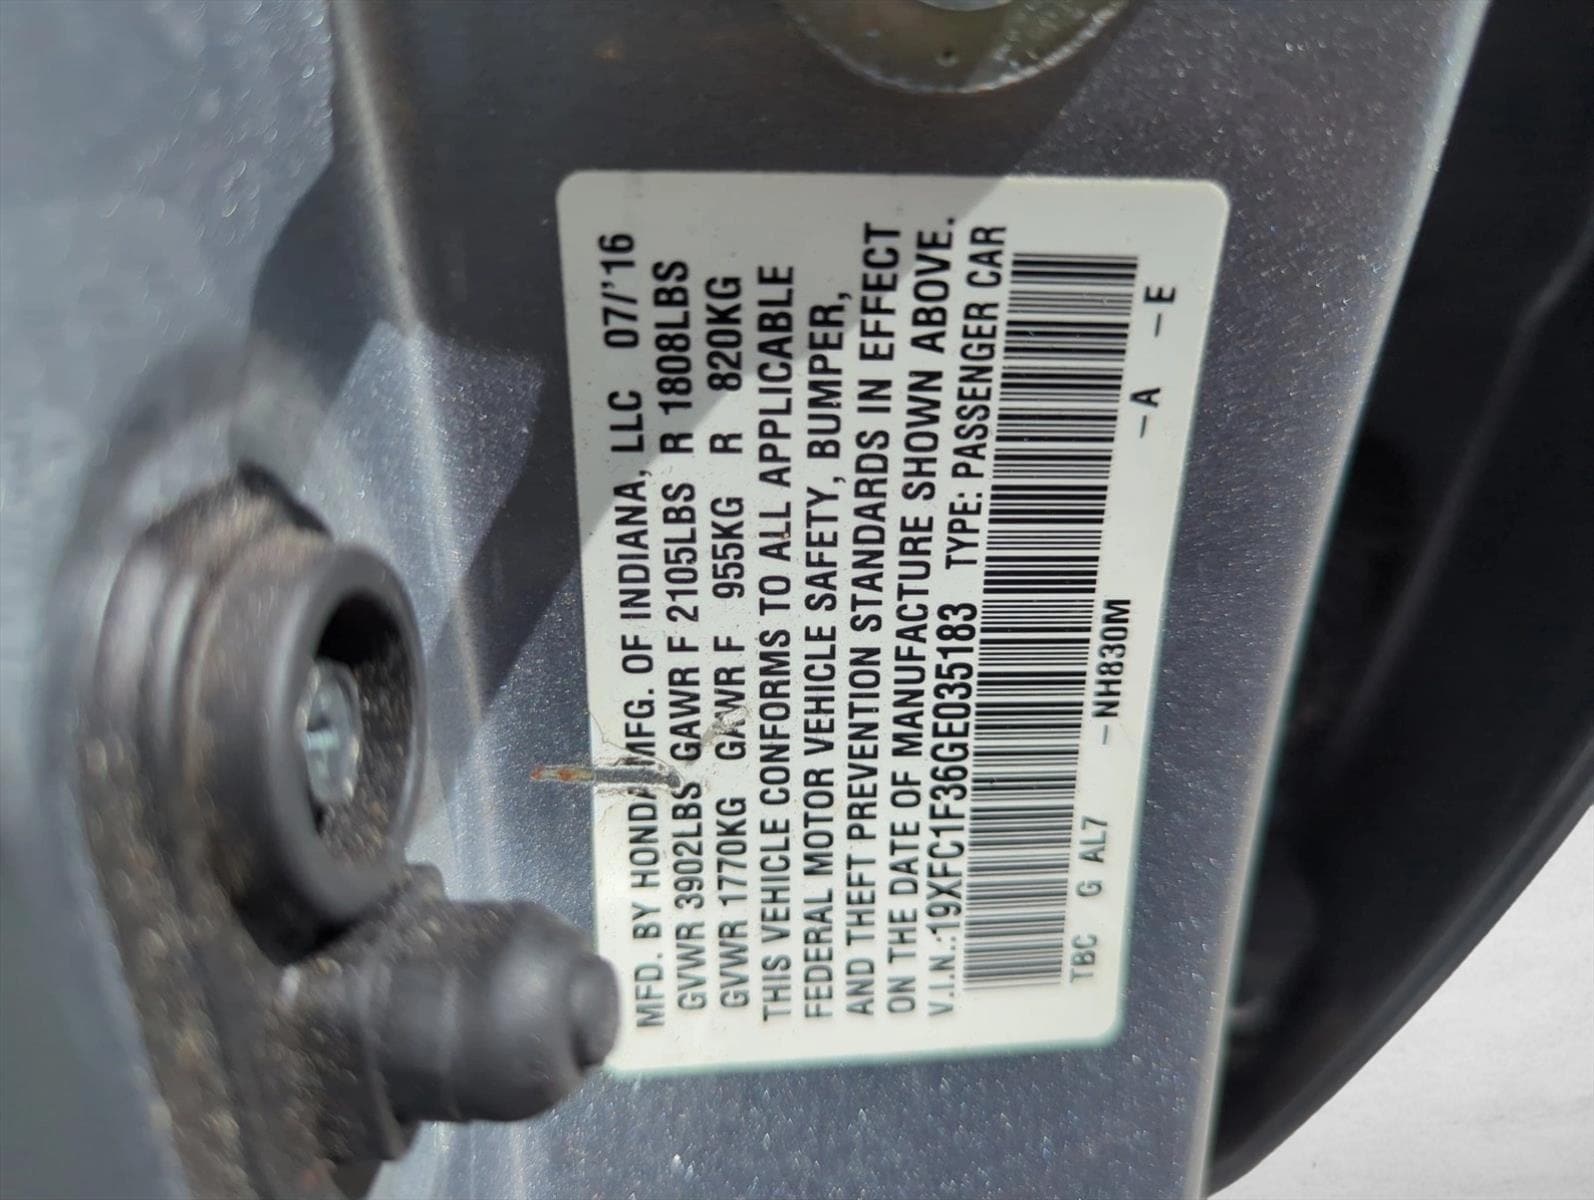 MFD. BY HONDA MFG. OF INDIANA, LLC 07/'16
GVWR 3902LBS GAWR F 2105LBS R 1808LBS
GVWR 1770KG GAWR F 955KG R 820KG
THIS VEHICLE CONFORMS TO ALL APPLICABLE
FEDERAL MOTOR VEHICLE SAFETY, BUMPER,
AND THEFT PREVENTION STANDARDS IN EFFECT
ON THE DATE OF MANUFACTURE SHOWN ABOVE.
V.I.N.:19XFC1F36GE035183 TYPE: PASSENGER CAR
TBC G AL7 –NH830M –A –E